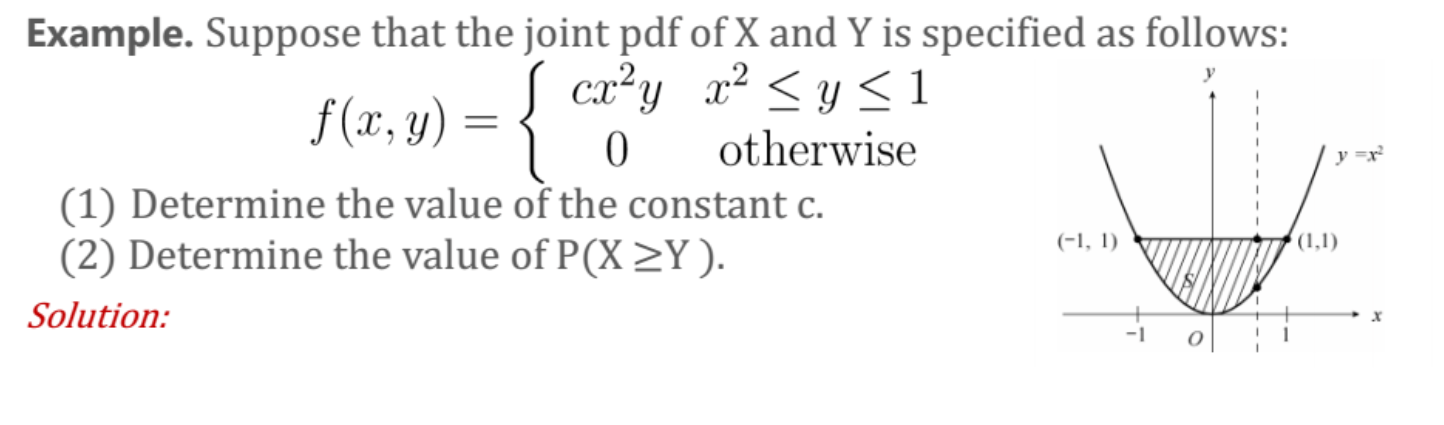 Example. Suppose that the joint pdf of X and Y is specified as follows:
f(x, y) = { cx²y   x² ≤ y ≤ 1
0   otherwise
(1) Determine the value of the constant c.
(2) Determine the value of P(X ≥Y ).
Solution:
y
y =x²
(-1, 1)
(1,1)
S
x
-1
O
1